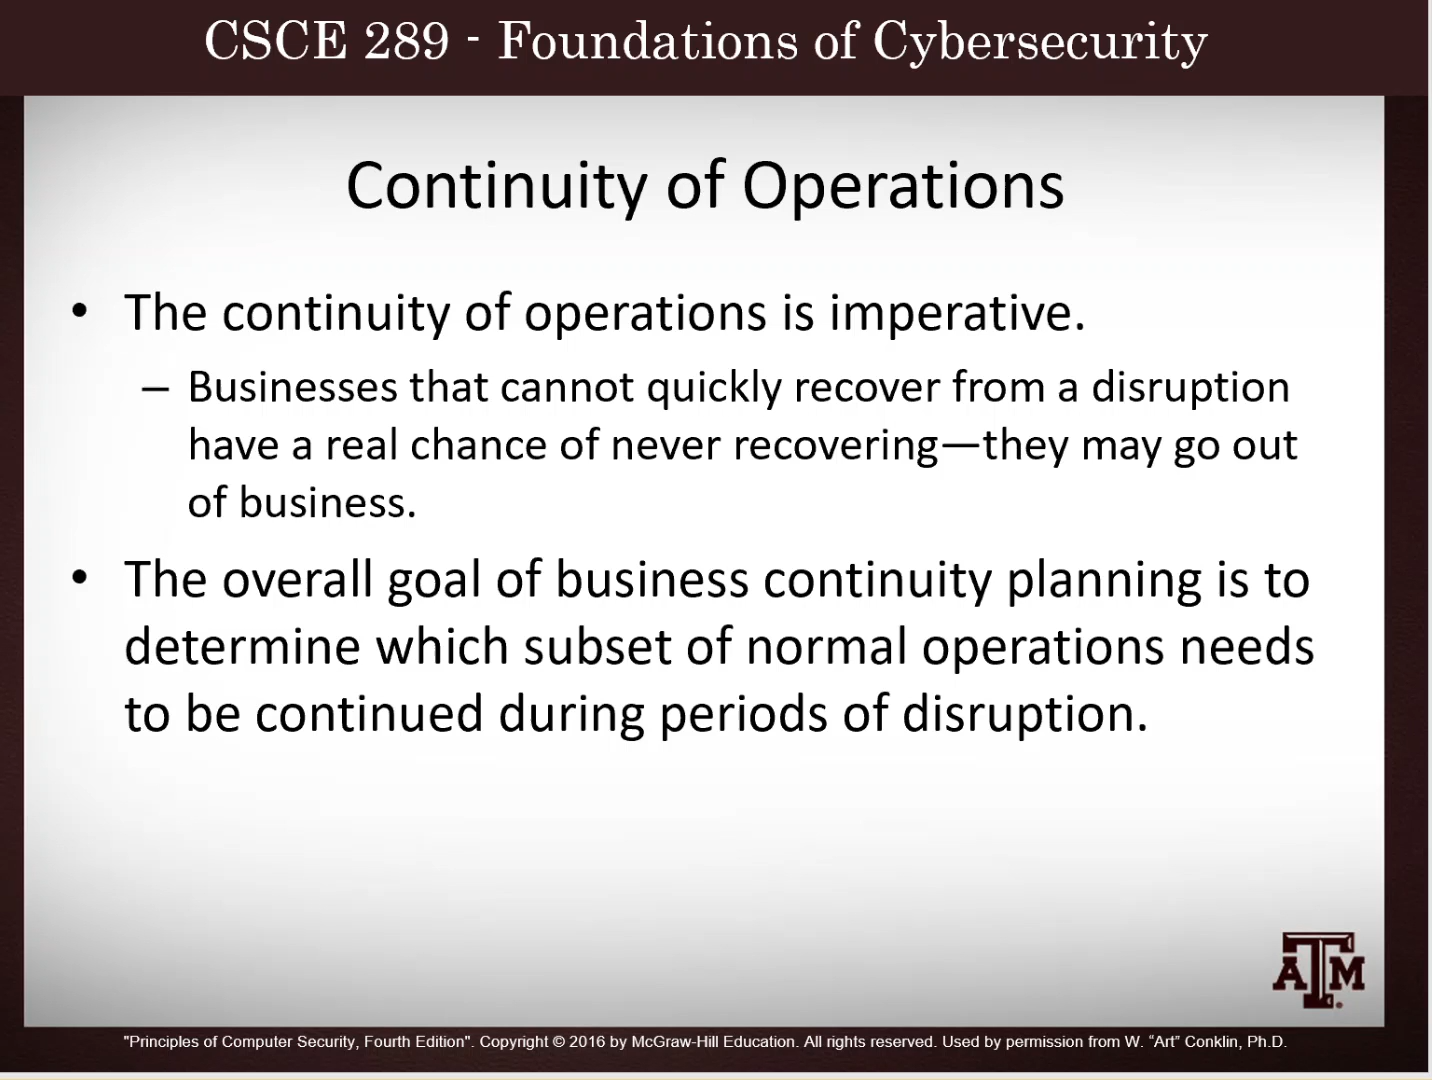 CSCE 289 - Foundations of Cybersecurity
Continuity of Operations
• The continuity of operations is imperative.
– Businesses that cannot quickly recover from a disruption
have a real chance of never recovering—they may go out
of business.
• The overall goal of business continuity planning is to
determine which subset of normal operations needs
to be continued during periods of disruption.
ATM
"Principles of Computer Security, Fourth Edition". Copyright © 2016 by McGraw-Hill Education. All rights reserved. Used by permission from W. “Art” Conklin, Ph.D.